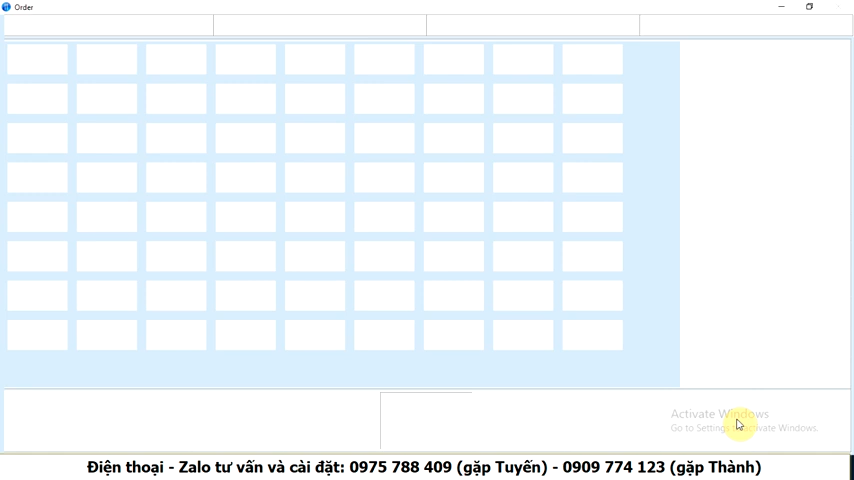 Order
Activate Windows
Go to Settings to activate Windows.
Điện thoại - Zalo tư vấn và cài đặt: 0975 788 409 (gặp Tuyến) - 0909 774 123 (gặp Thành)